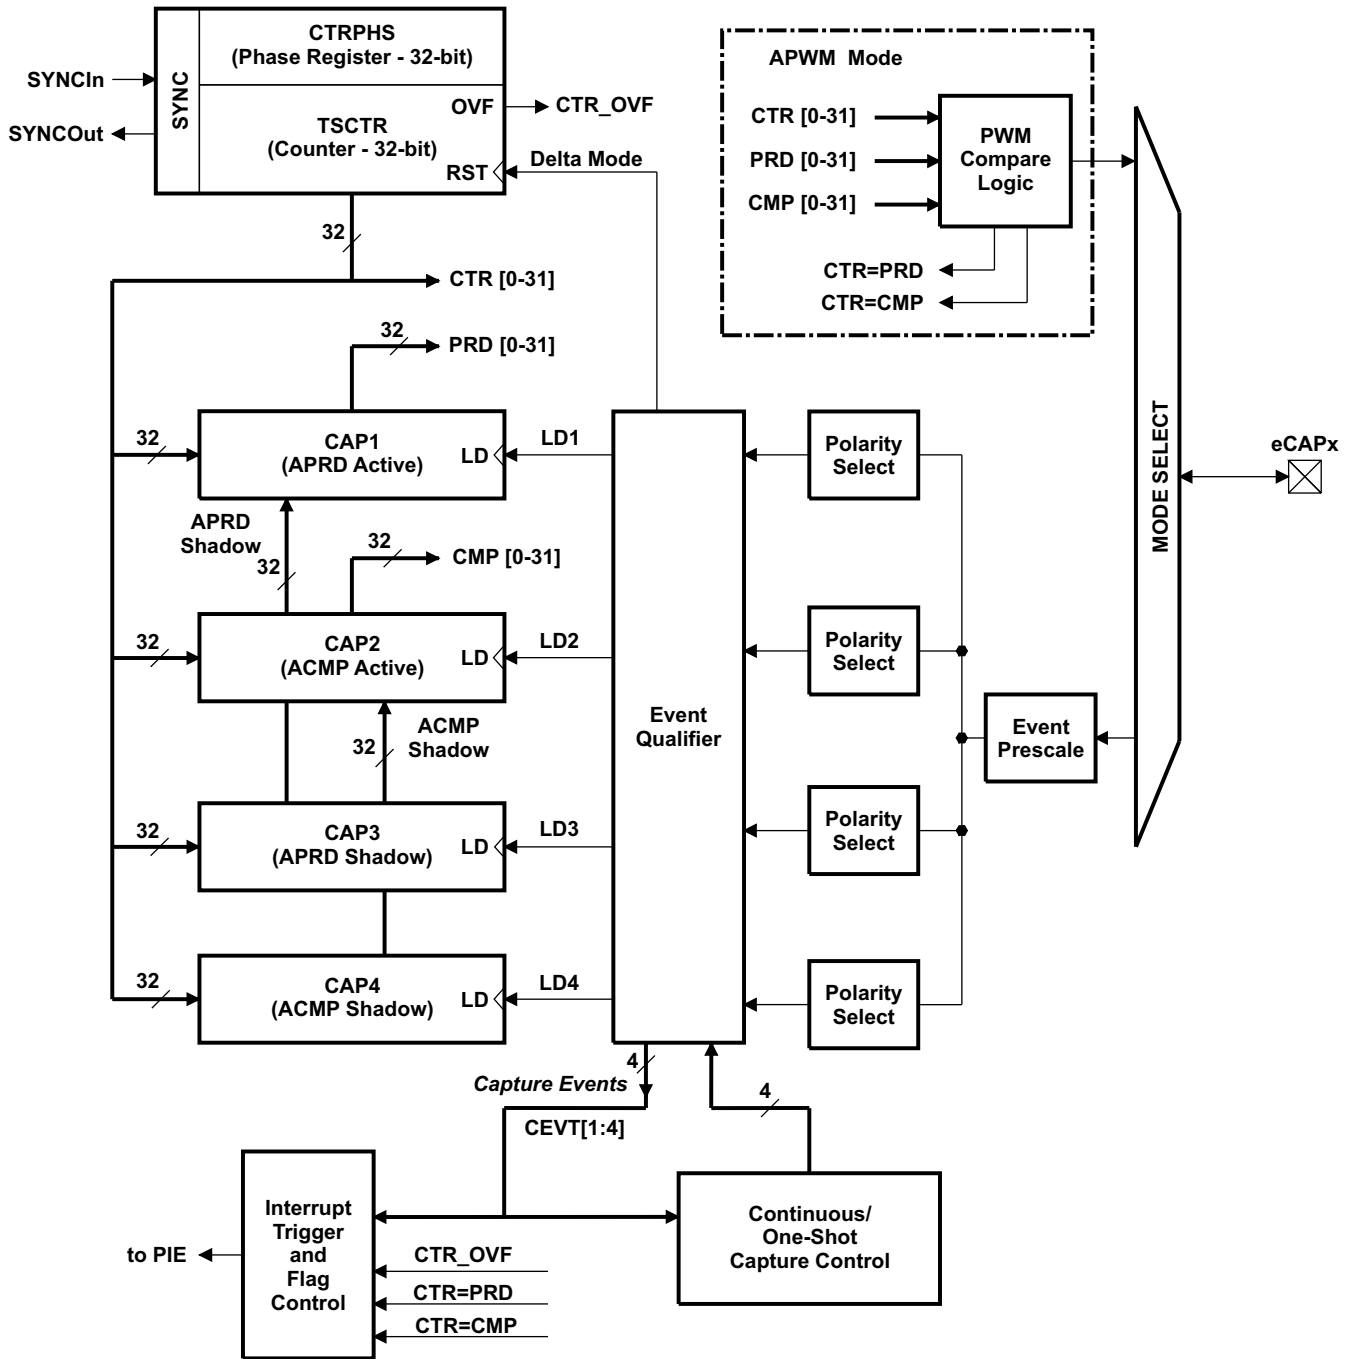 CTRPHS
(Phase Register - 32-bit)
APWM Mode
SYNCIn
SYNC
OVF
CTR_OVF
SYNCOut
TSCTR
(Counter - 32-bit)
RST
Delta Mode
CTR [0-31]
PRD [0-31]
CMP [0-31]
PWM
Compare
Logic
CTR=PRD
CTR=CMP
32
CTR [0-31]
32
PRD [0-31]
32
CAP1
(APRD Active)
LD
LD1
Polarity
Select
MODE SELECT
eCAPx
APRD
Shadow
32
32
CMP [0-31]
32
CAP2
(ACMP Active)
LD
LD2
Polarity
Select
Event
Qualifier
32
ACMP
Shadow
Event
Prescale
32
CAP3
(APRD Shadow)
LD
LD3
Polarity
Select
32
CAP4
(ACMP Shadow)
LD
LD4
Polarity
Select
4
Capture Events
CEVT[1:4]
4
Interrupt
Trigger
and
Flag
Control
to PIE
CTR_OVF
CTR=PRD
CTR=CMP
Continuous/
One-Shot
Capture Control